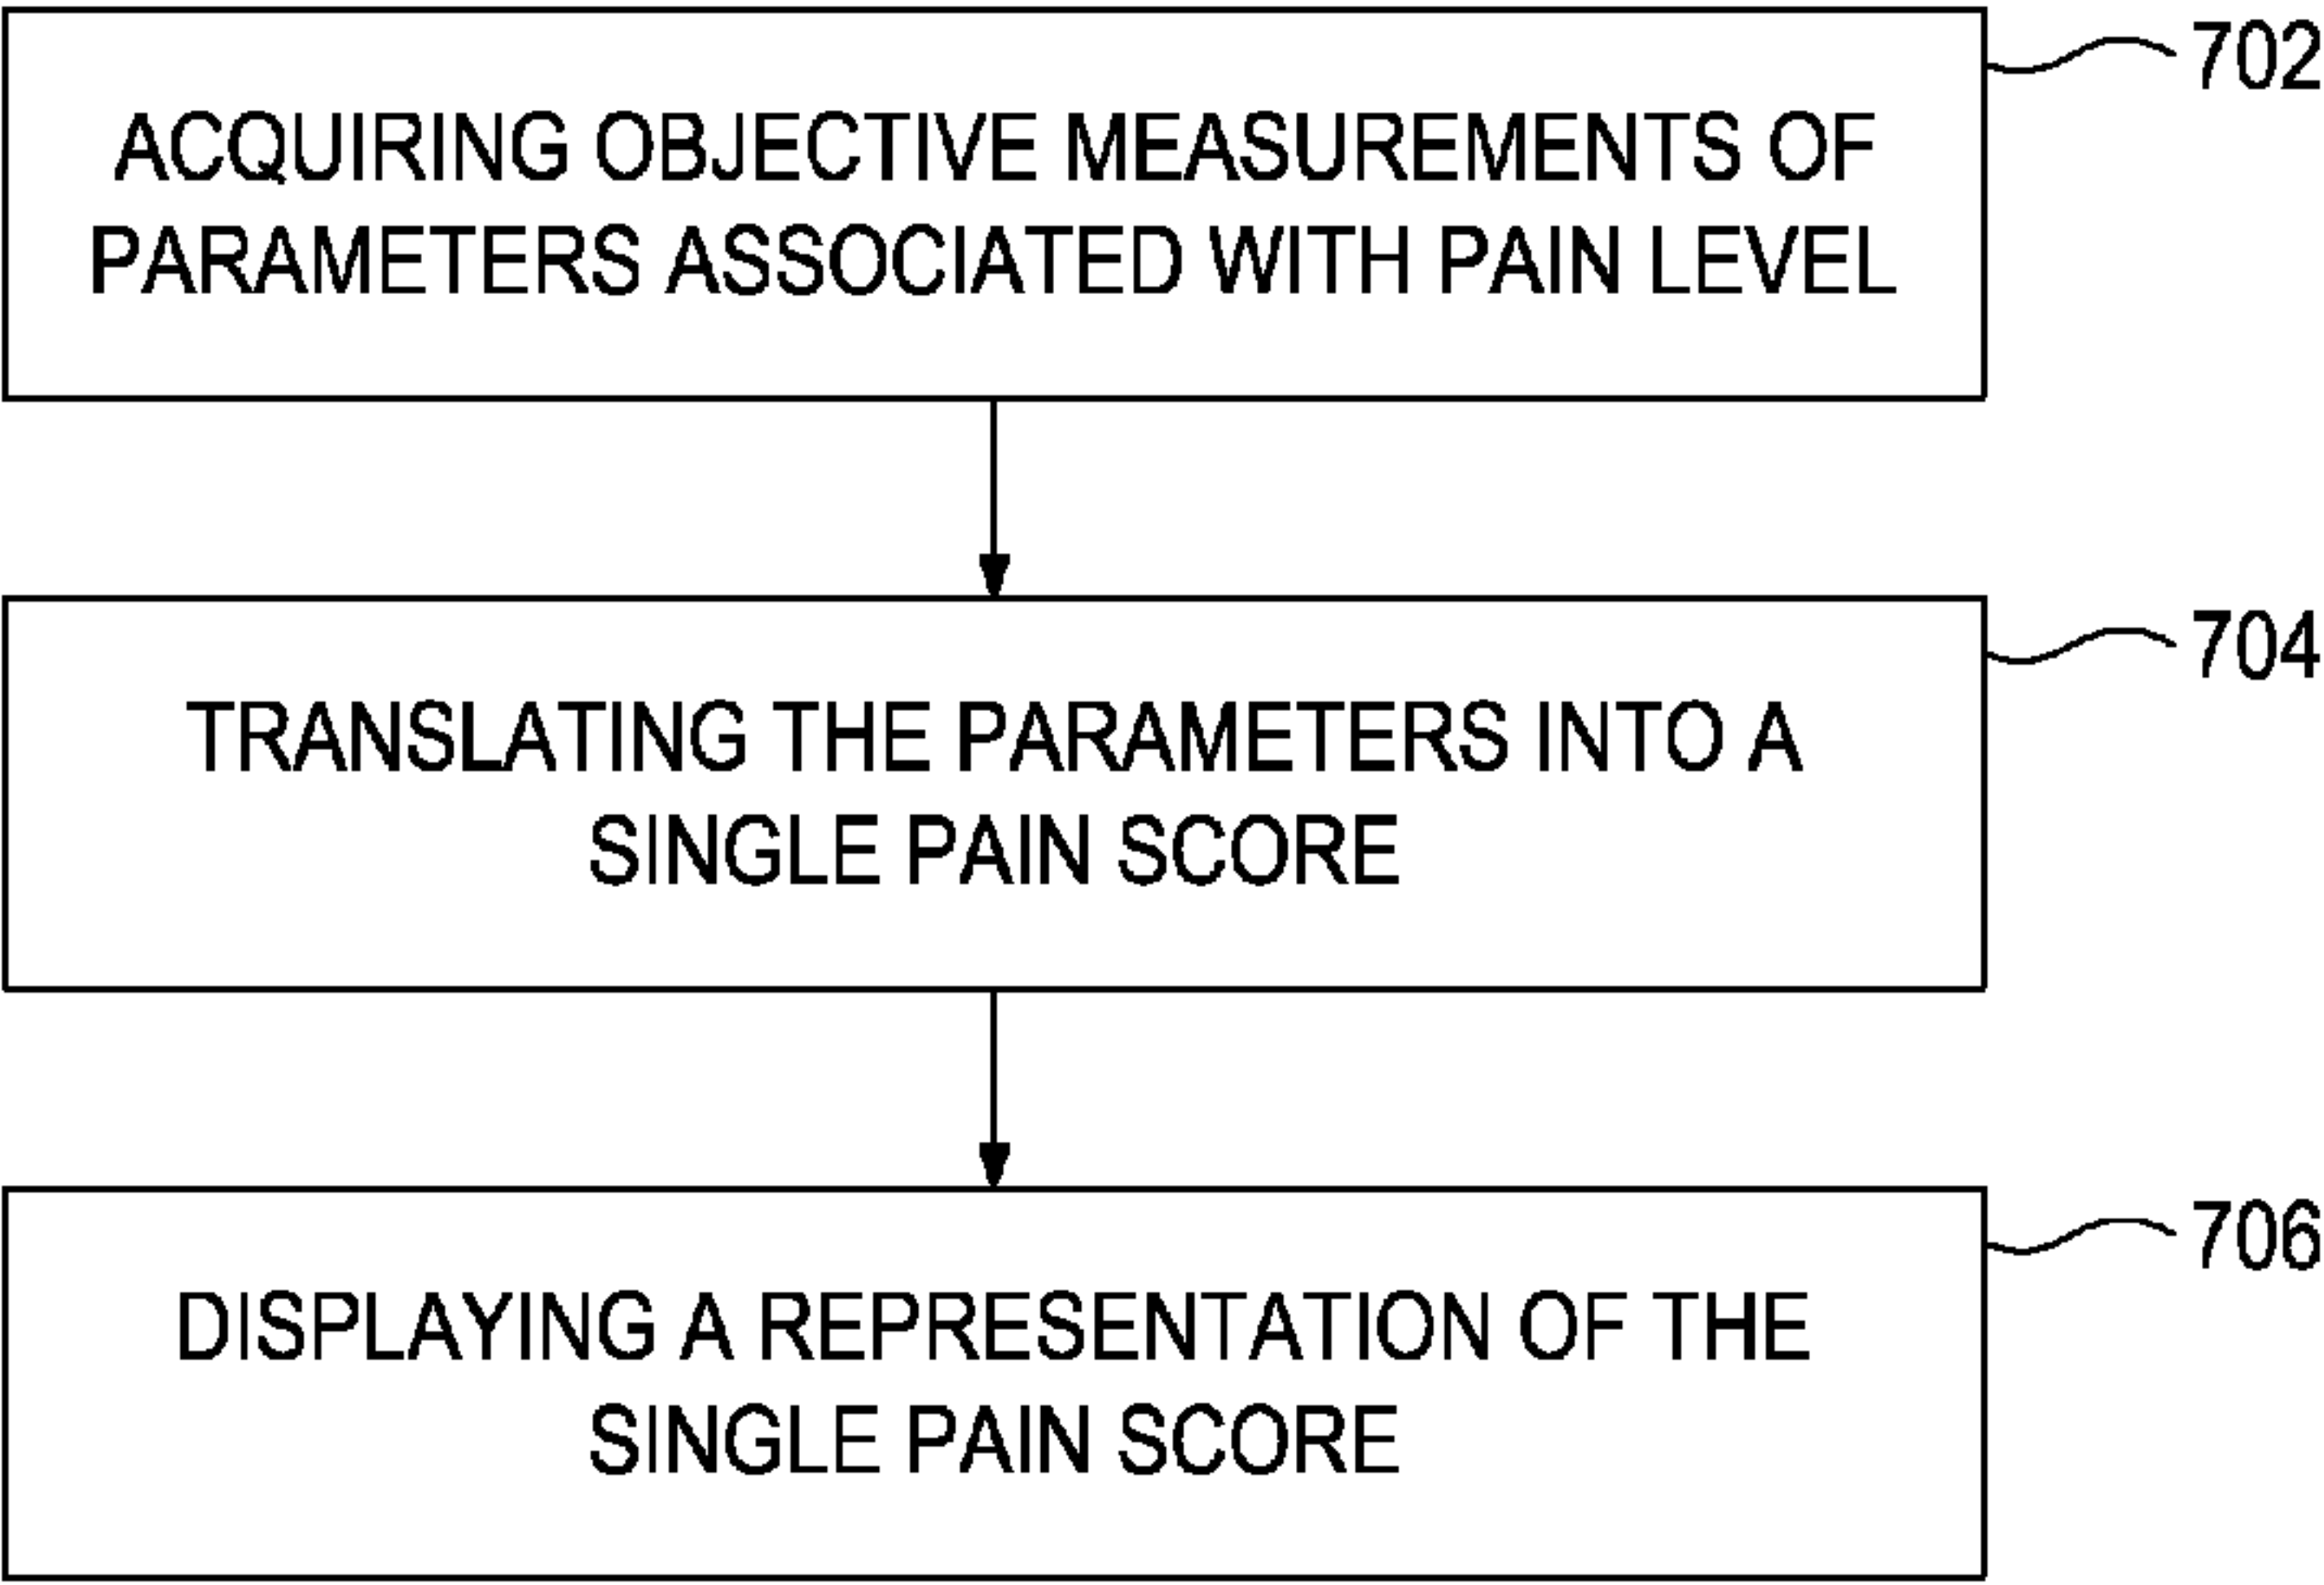 702
ACQUIRING OBJECTIVE MEASUREMENTS OF
PARAMETERS ASSOCIATED WITH PAIN LEVEL
704
TRANSLATING THE PARAMETERS INTO A
SINGLE PAIN SCORE
706
DISPLAYING A REPRESENTATION OF THE
SINGLE PAIN SCORE